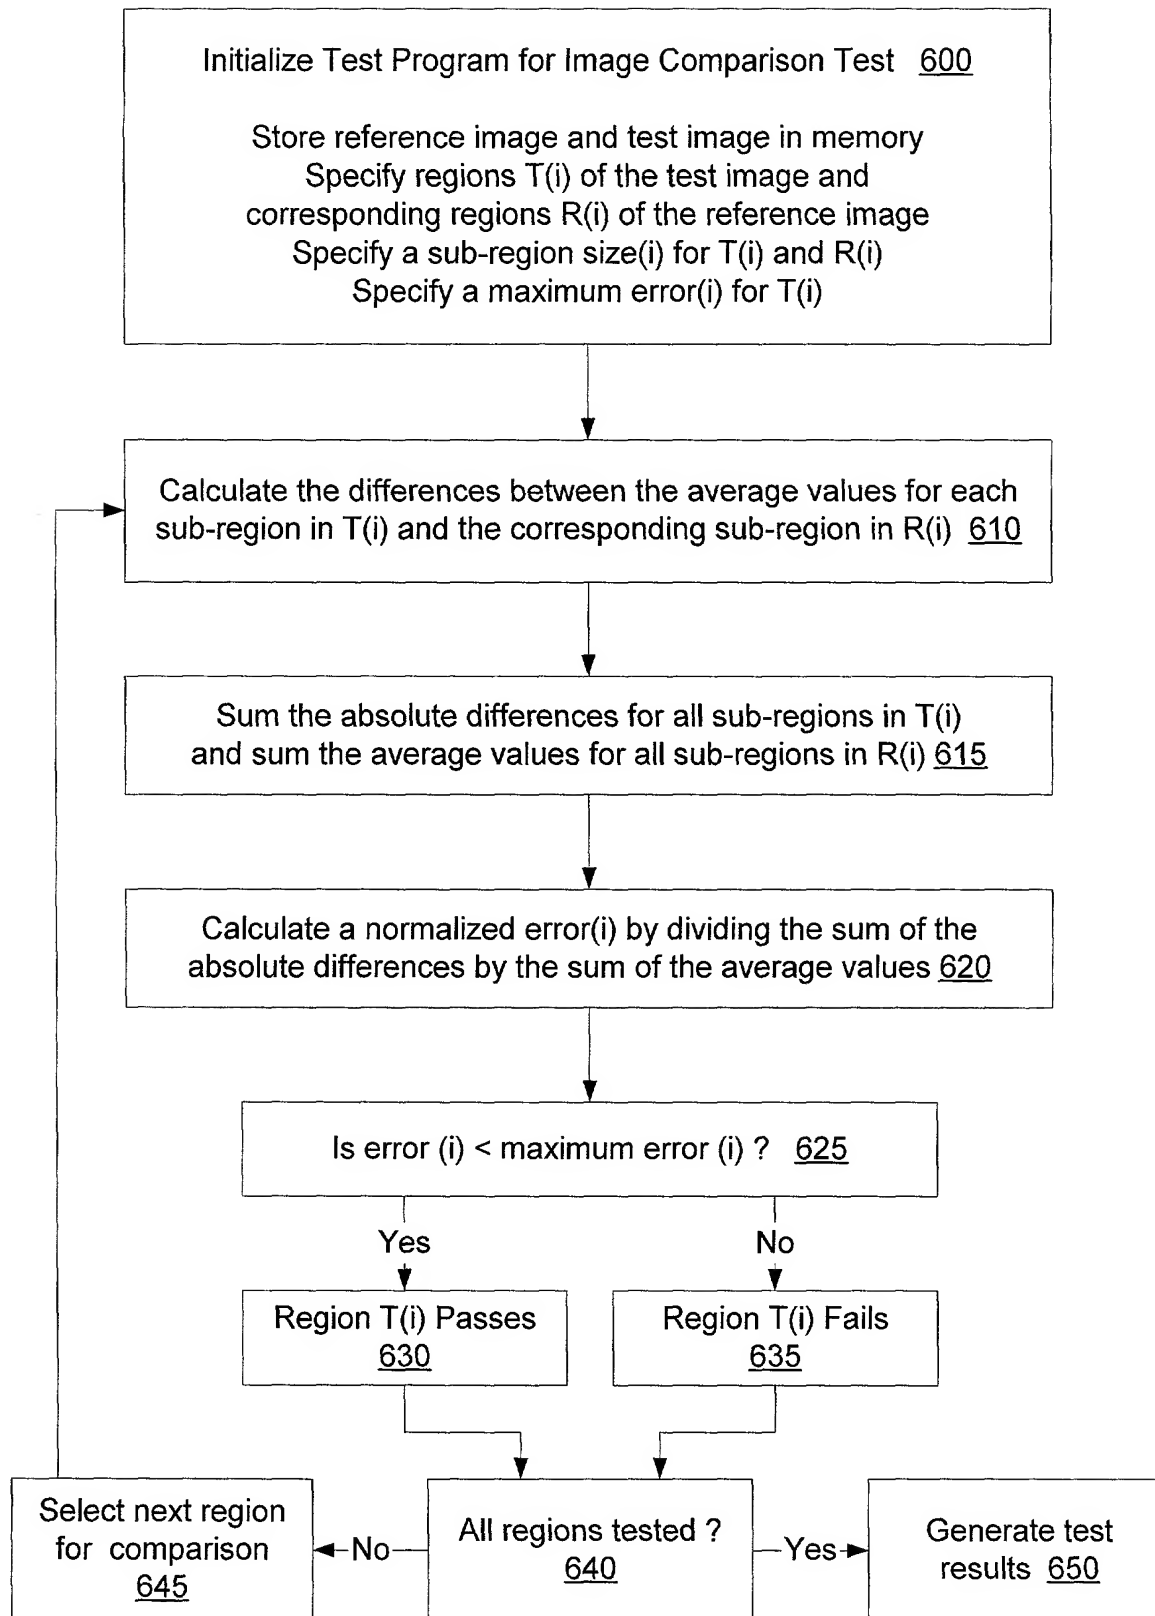 Initialize Test Program for Image Comparison Test 600
Store reference image and test image in memory
Specify regions T(i) of the test image and
corresponding regions R(i) of the reference image
Specify a sub-region size(i) for T(i) and R(i)
Specify a maximum error(i) for T(i)
Calculate the differences between the average values for each
sub-region in T(i) and the corresponding sub-region in R(i) 610
Sum the absolute differences for all sub-regions in T(i)
and sum the average values for all sub-regions in R(i) 615
Calculate a normalized error(i) by dividing the sum of the
absolute differences by the sum of the average values 620
Is error (i) < maximum error (i) ? 625
Yes
No
Region T(i) Passes
630
Region T(i) Fails
635
Select next region
for comparison
645
No
All regions tested ?
640
Yes
Generate test
results 650